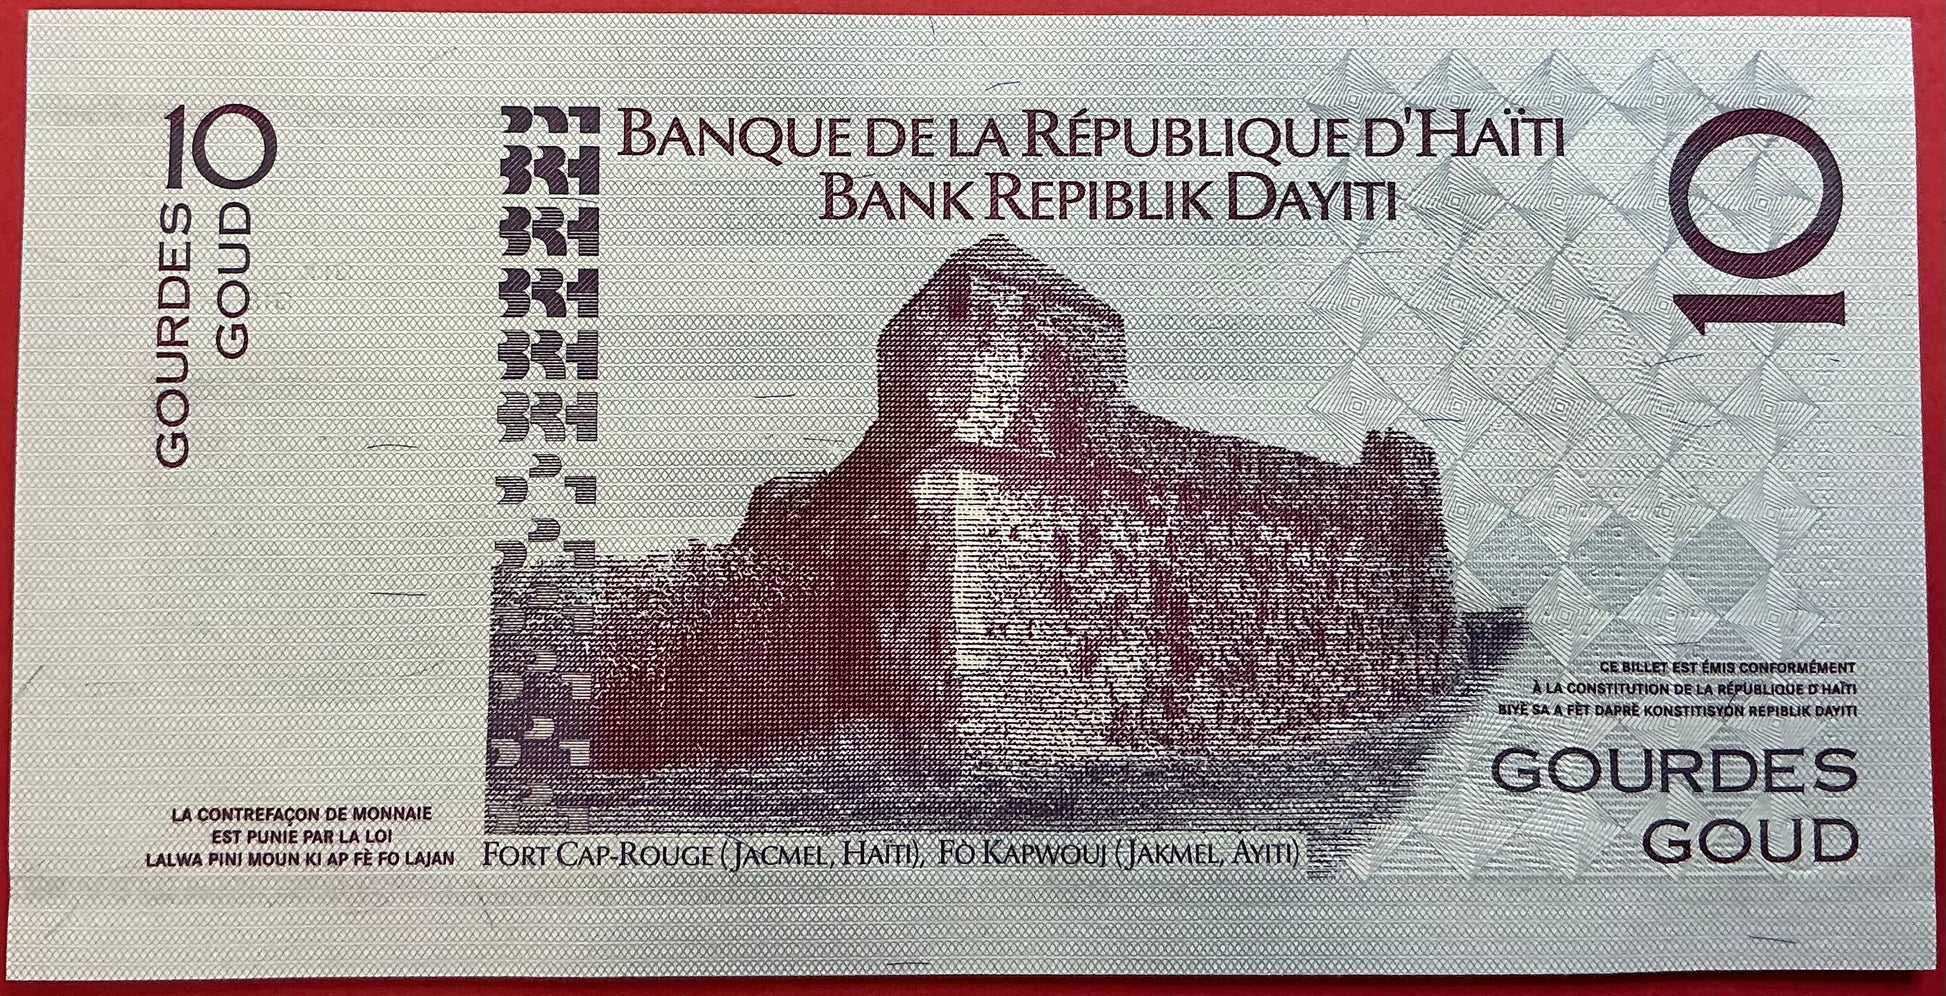 10
GOURDES
GOUD
BANQUE DE LA RÉPUBLIQUE D'HAÏTI
BANK REPIBLIK DAYITI
10
CE BILLET EST ÉMIS CONFORMÉMENT
À LA CONSTITUTION DE LA RÉPUBLIQUE D'HAÏTI
BIYÈ SA A FÈT DAPRÈ KONSTITISYON REPIBLIK DAYITI
GOURDES
GOUD
LA CONTREFAÇON DE MONNAIE
EST PUNIE PAR LA LOI
LALWA PINI MOUN KI AP FÈ FO LAJAN
FORT CAP-ROUGE (JACMEL, HAÏTI), FÒ KAPWOUJ (JAKMEL, AYITI)